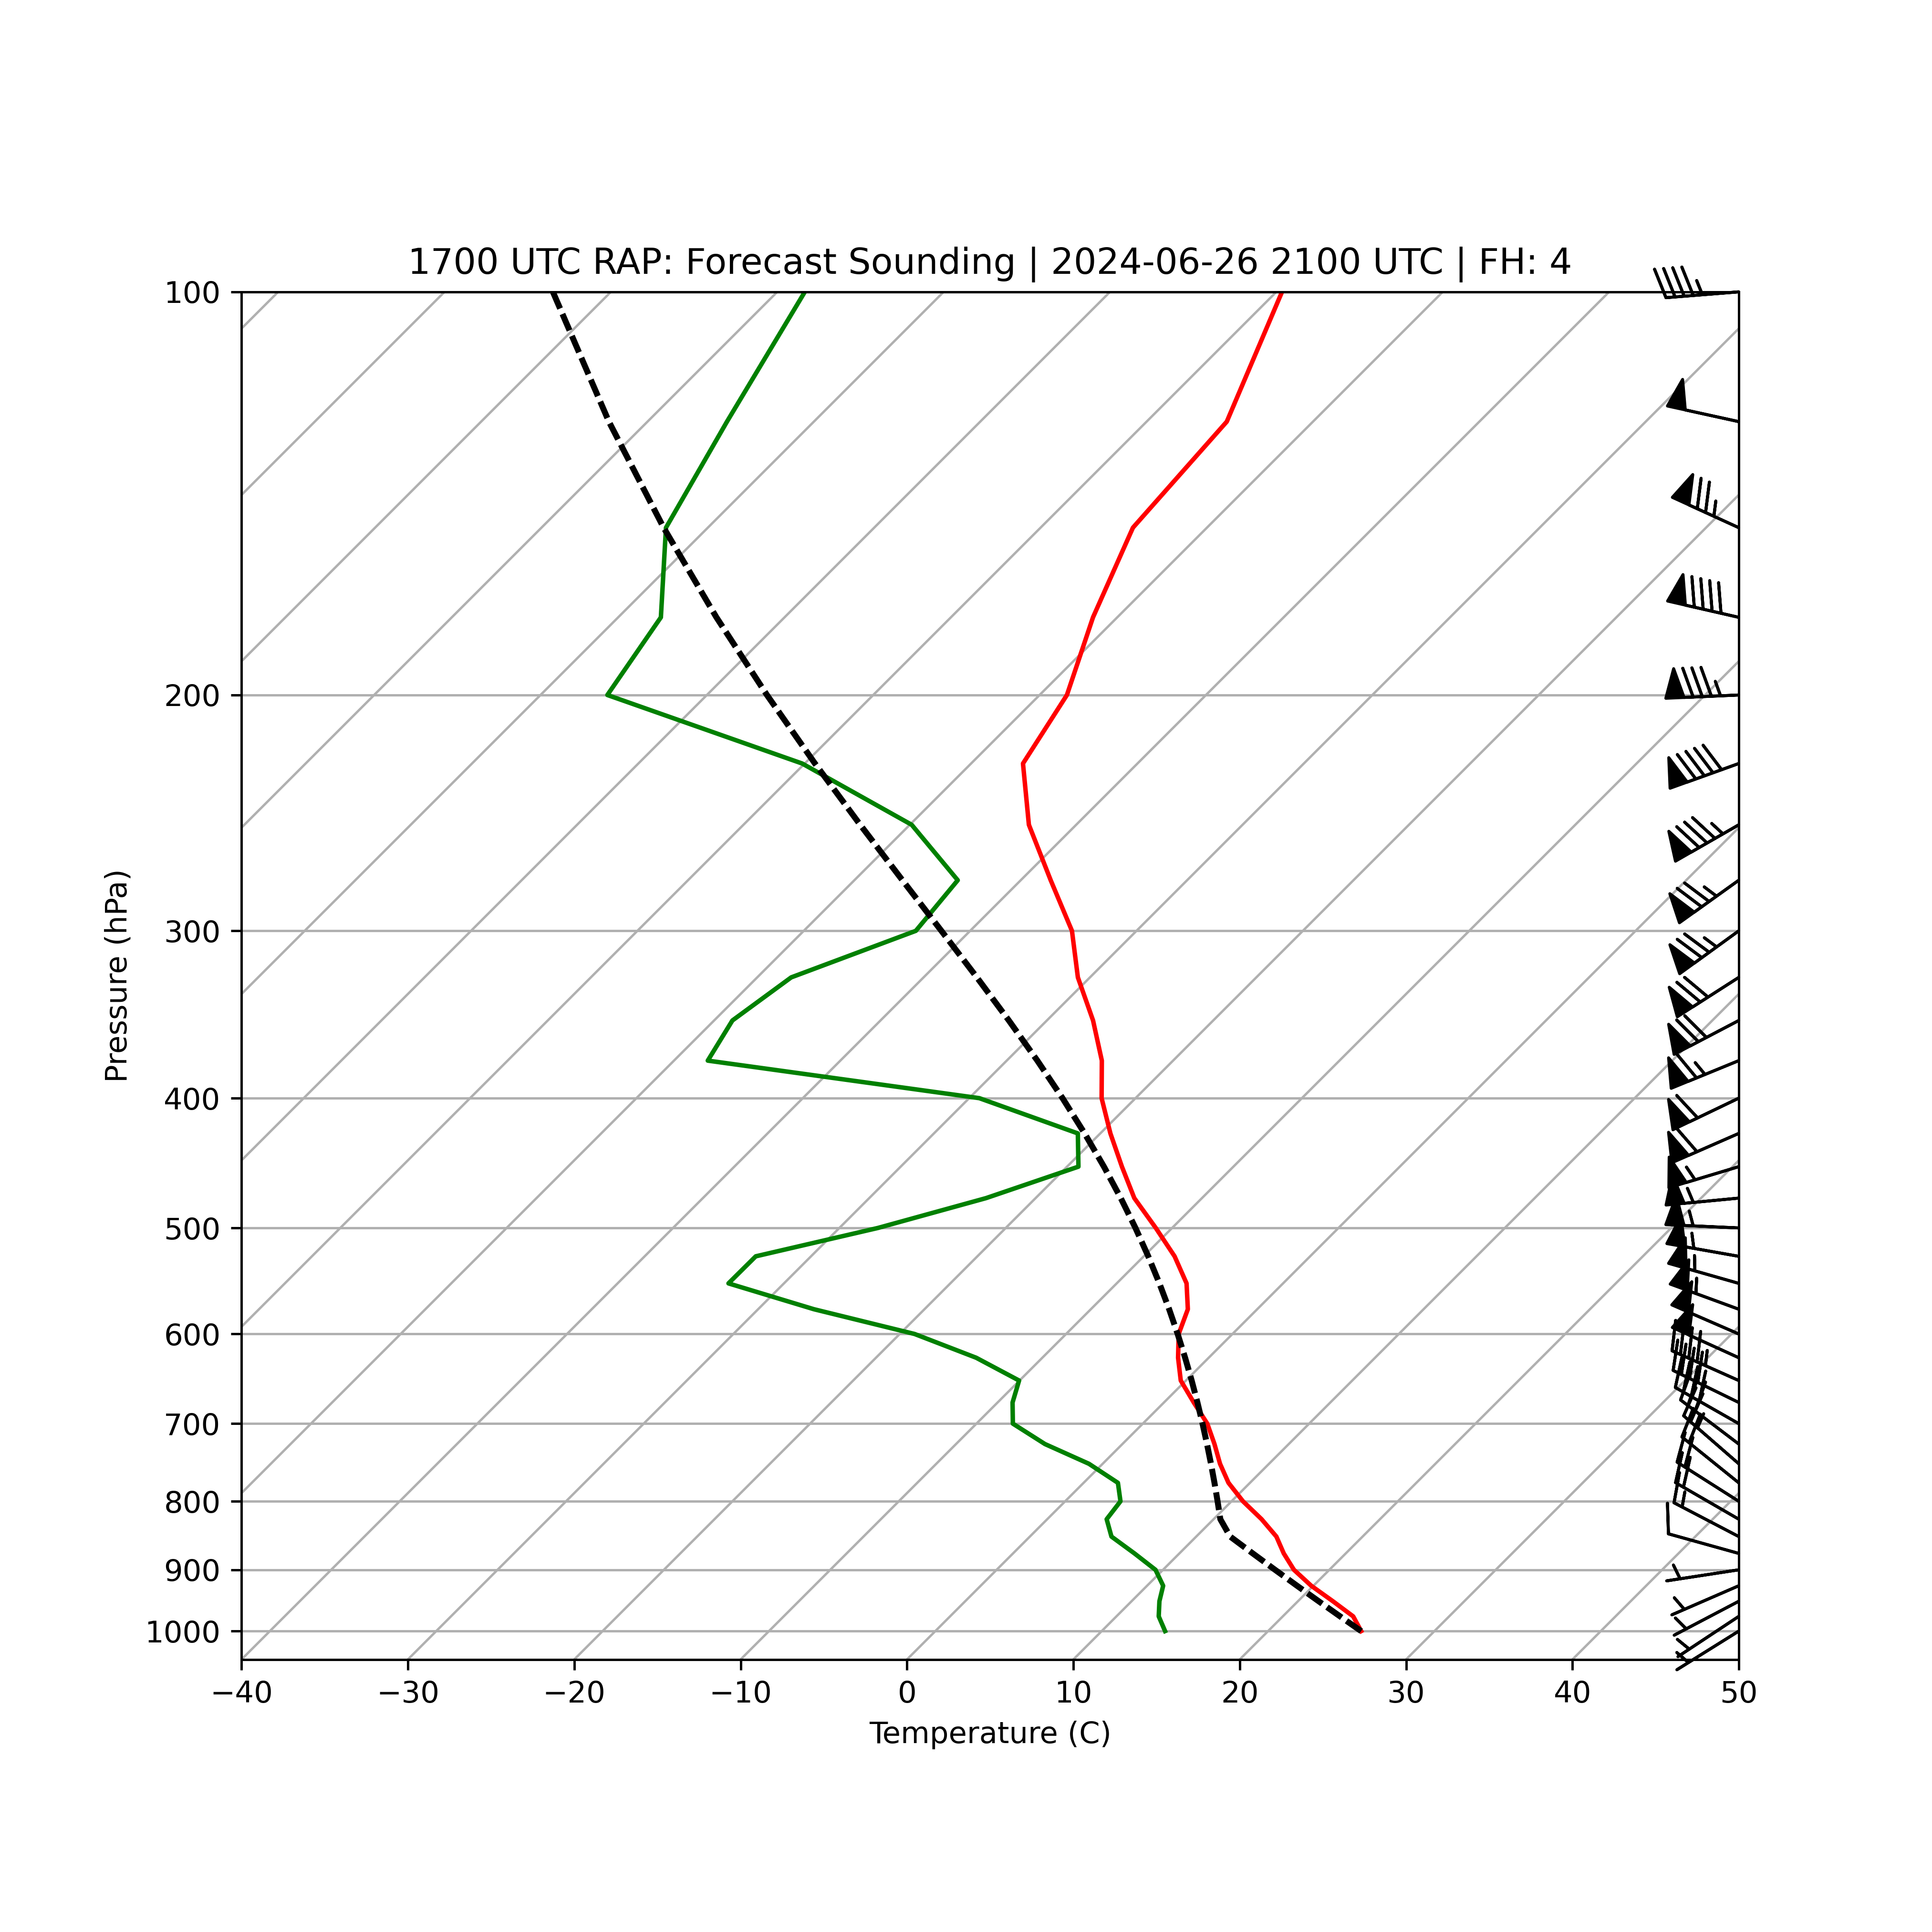 1700 UTC RAP: Forecast Sounding | 2024-06-26 2100 UTC | FH: 4
100
200
300
400
500
600
700
800
900
1000
Pressure (hPa)
−40 −30 −20 −10 0 10 20 30 40 50
Temperature (C)